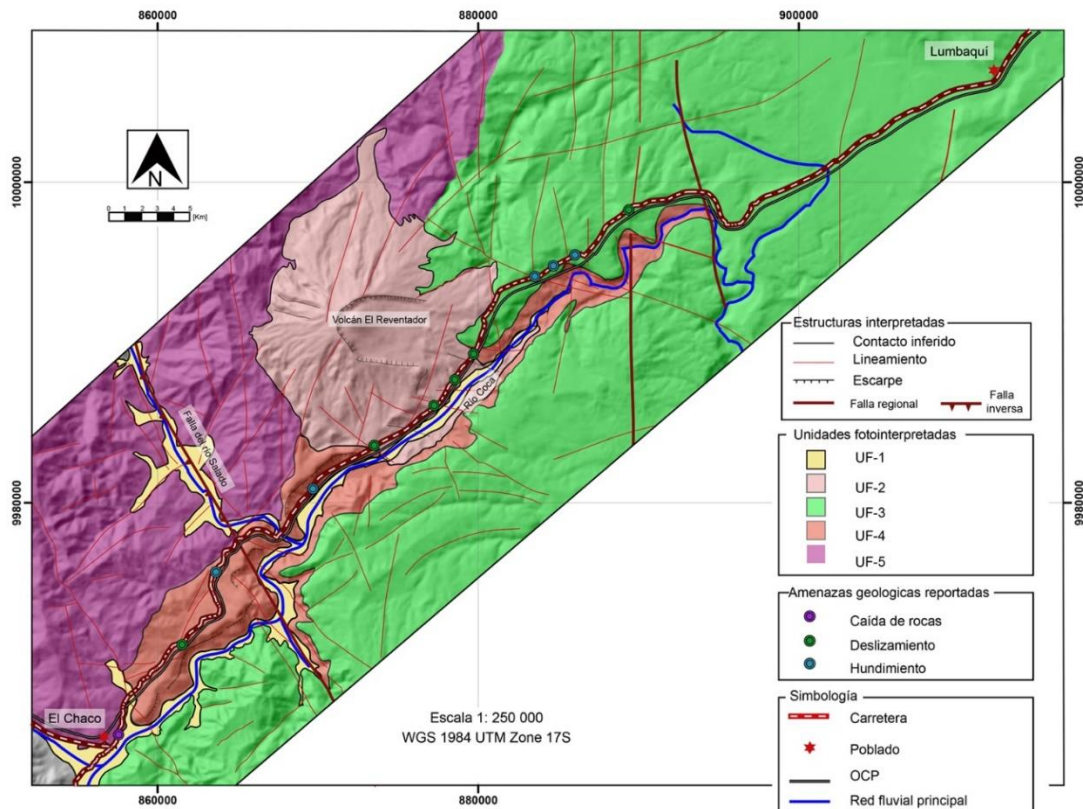 860000
880000
900000
Lumbaquí
10000000
10000000
N
0 1 2 3 4 5
[Km]
Volcán El Reventador
Río Coca
Falla del río Salado
9980000
9980000
El Chaco
Escala 1: 250 000
WGS 1984 UTM Zone 17S
Estructuras interpretadas
Contacto inferido
Lineamiento
Escarpe
Falla regional
Falla
inversa
Unidades fotointerpretadas
UF-1
UF-2
UF-3
UF-4
UF-5
Amenazas geologicas reportadas
Caída de rocas
Deslizamiento
Hundimiento
Simbología
Carretera
Poblado
OCP
Red fluvial principal
860000
880000